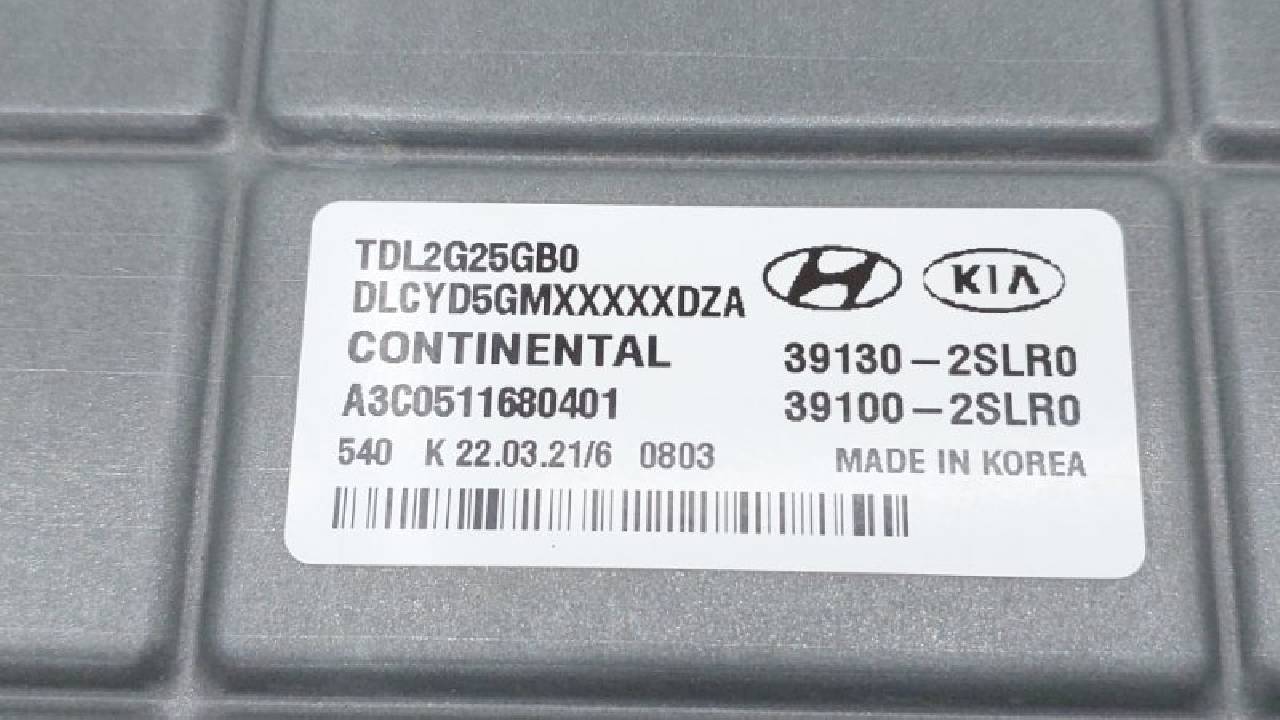 TDL2G25GB0
DLCYD5GMXXXXXDZA
KIA
CONTINENTAL
39130-2SLR0
A3C0511680401
39100-2SLR0
540 K 22.03.21/6 0803
MADE IN KOREA